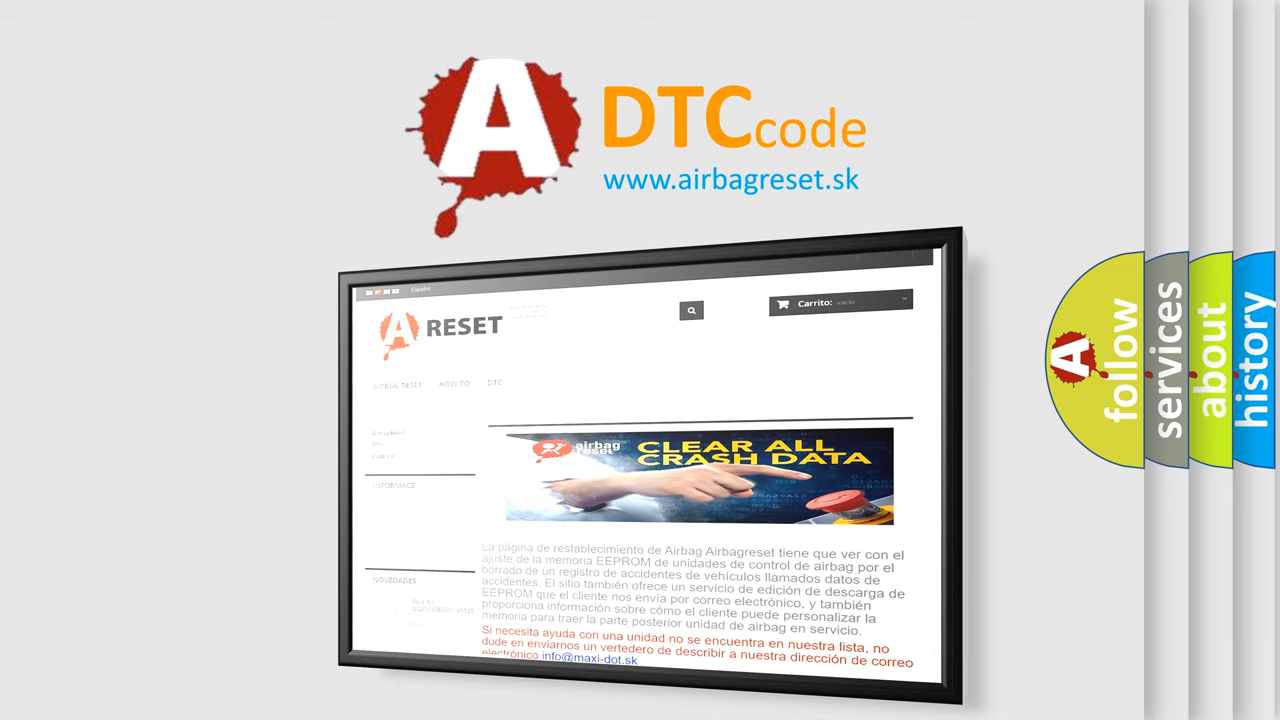 A
DTCcode
www.airbagreset.sk
Español
A RESET
Carrito: vacío
AIRBAG RESET HOW TO DTC
INFORMACE
airbag
reset
CLEAR ALL
CRASH DATA
NOVEDADES
La página de restablecimiento de Airbag Airbagreset tiene que ver con el
ajuste de la memoria EEPROM de unidades de control de airbag por el
borrado de un registro de accidentes de vehículos llamados datos de
accidentes. El sitio también ofrece un servicio de edición de descarga de
EEPROM que el cliente nos envía por correo electrónico, y también
proporciona información sobre cómo el cliente puede personalizar la
memoria para traer la parte posterior unidad de airbag en servicio.
Si necesita ayuda con una unidad no se encuentra en nuestra lista, no
dude en enviarnos un vertedero de describir a nuestra dirección de correo
electrónico info@maxi-dot.sk
A
follow
services
about
history